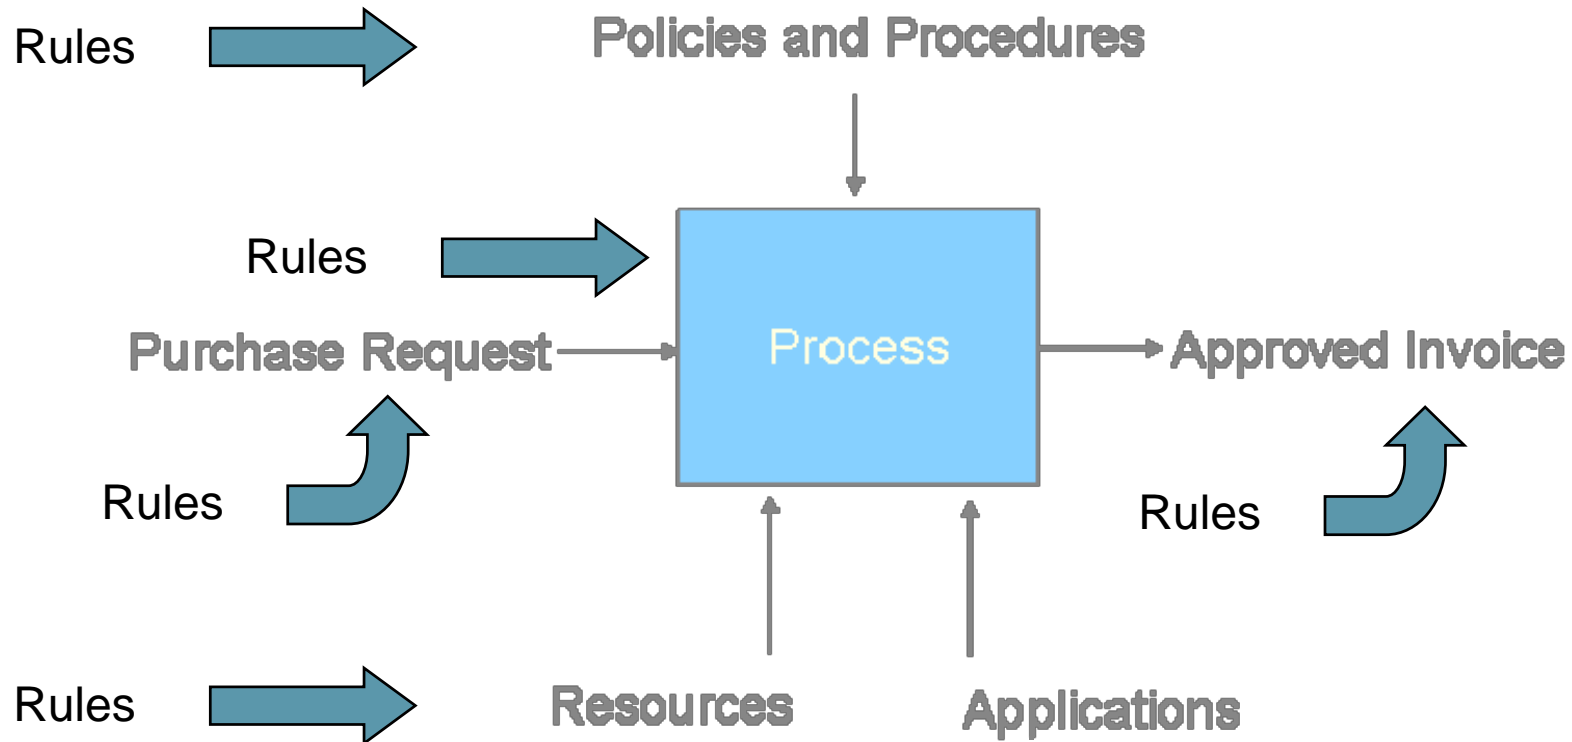 Rules
Policies and Procedures
Rules
Process
Purchase Request
Approved Invoice
Rules
Rules
Rules
Resources
Applications